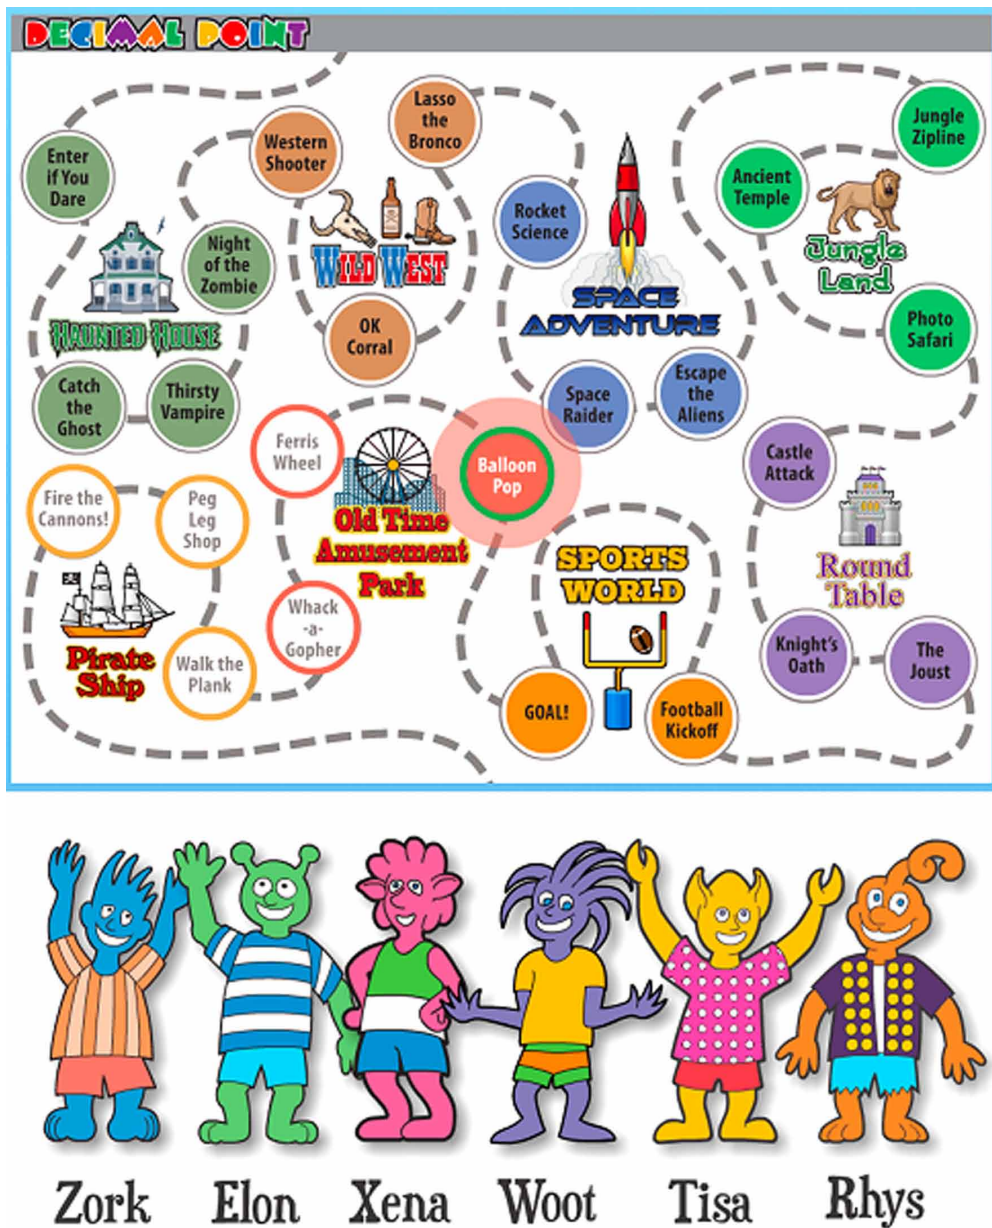 DECIMAL POINT
Enter
if You
Dare
Night
of the
Zombie
HAUNTED HOUSE
Catch
the
Ghost
Thirsty
Vampire
Western
Shooter
Lasso
the
Bronco
WILD WEST
OK
Corral
Rocket
Science
SPACE
ADVENTURE
Space
Raider
Escape
the
Aliens
Jungle
Zipline
Ancient
Temple
Jungle
Land
Photo
Safari
Fire the
Cannons!
Peg
Leg
Shop
Pirate
Ship
Walk the
Plank
Ferris
Wheel
Old Time
Amusement
Park
Balloon
Pop
Whack
-a-
Gopher
SPORTS
WORLD
GOAL!
Football
Kickoff
Castle
Attack
Round
Table
Knight's
Oath
The
Joust
Zork Elon Xena Woot Tisa Rhys